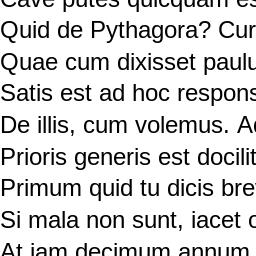 Cave putes quicquam es
Quid de Pythagora? Cur
Quae cum dixisset paulu
Satis est ad hoc respons
De illis, cum volemus. A
Prioris generis est docilit
Primum quid tu dicis bre
Si mala non sunt, iacet o
At iam decimum annum